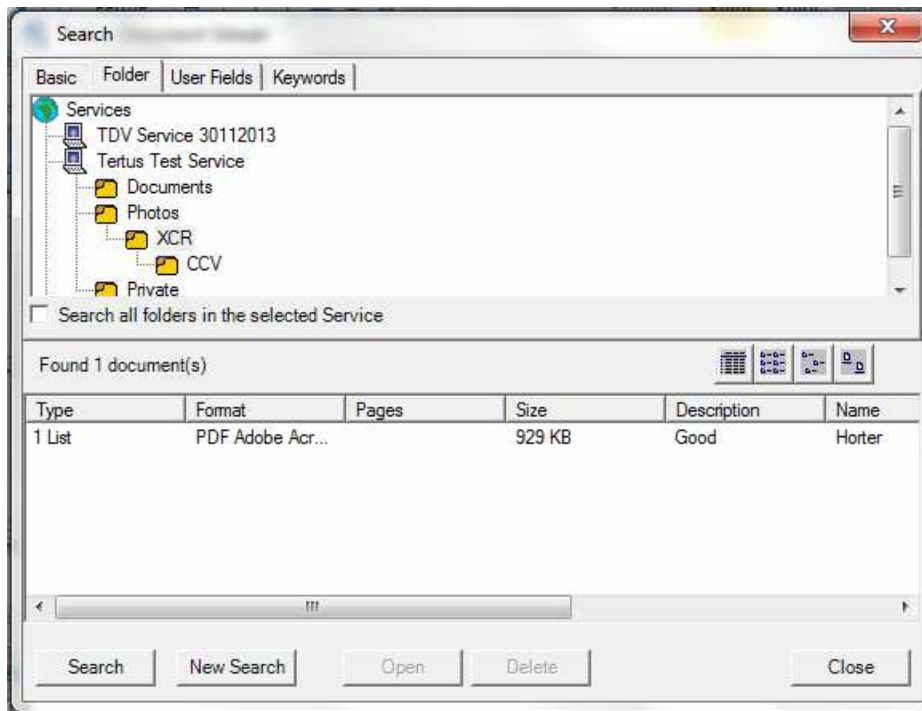 Search
Basic Folder User Fields Keywords
Services
TDV Service 30112013
Tertus Test Service
Documents
Photos
XCR
CCV
Private
Search all folders in the selected Service
Found 1 document(s)
Type Format Pages Size Description Name
1 List PDF Adobe Acr... 929 KB Good Horter
Search New Search Open Delete Close